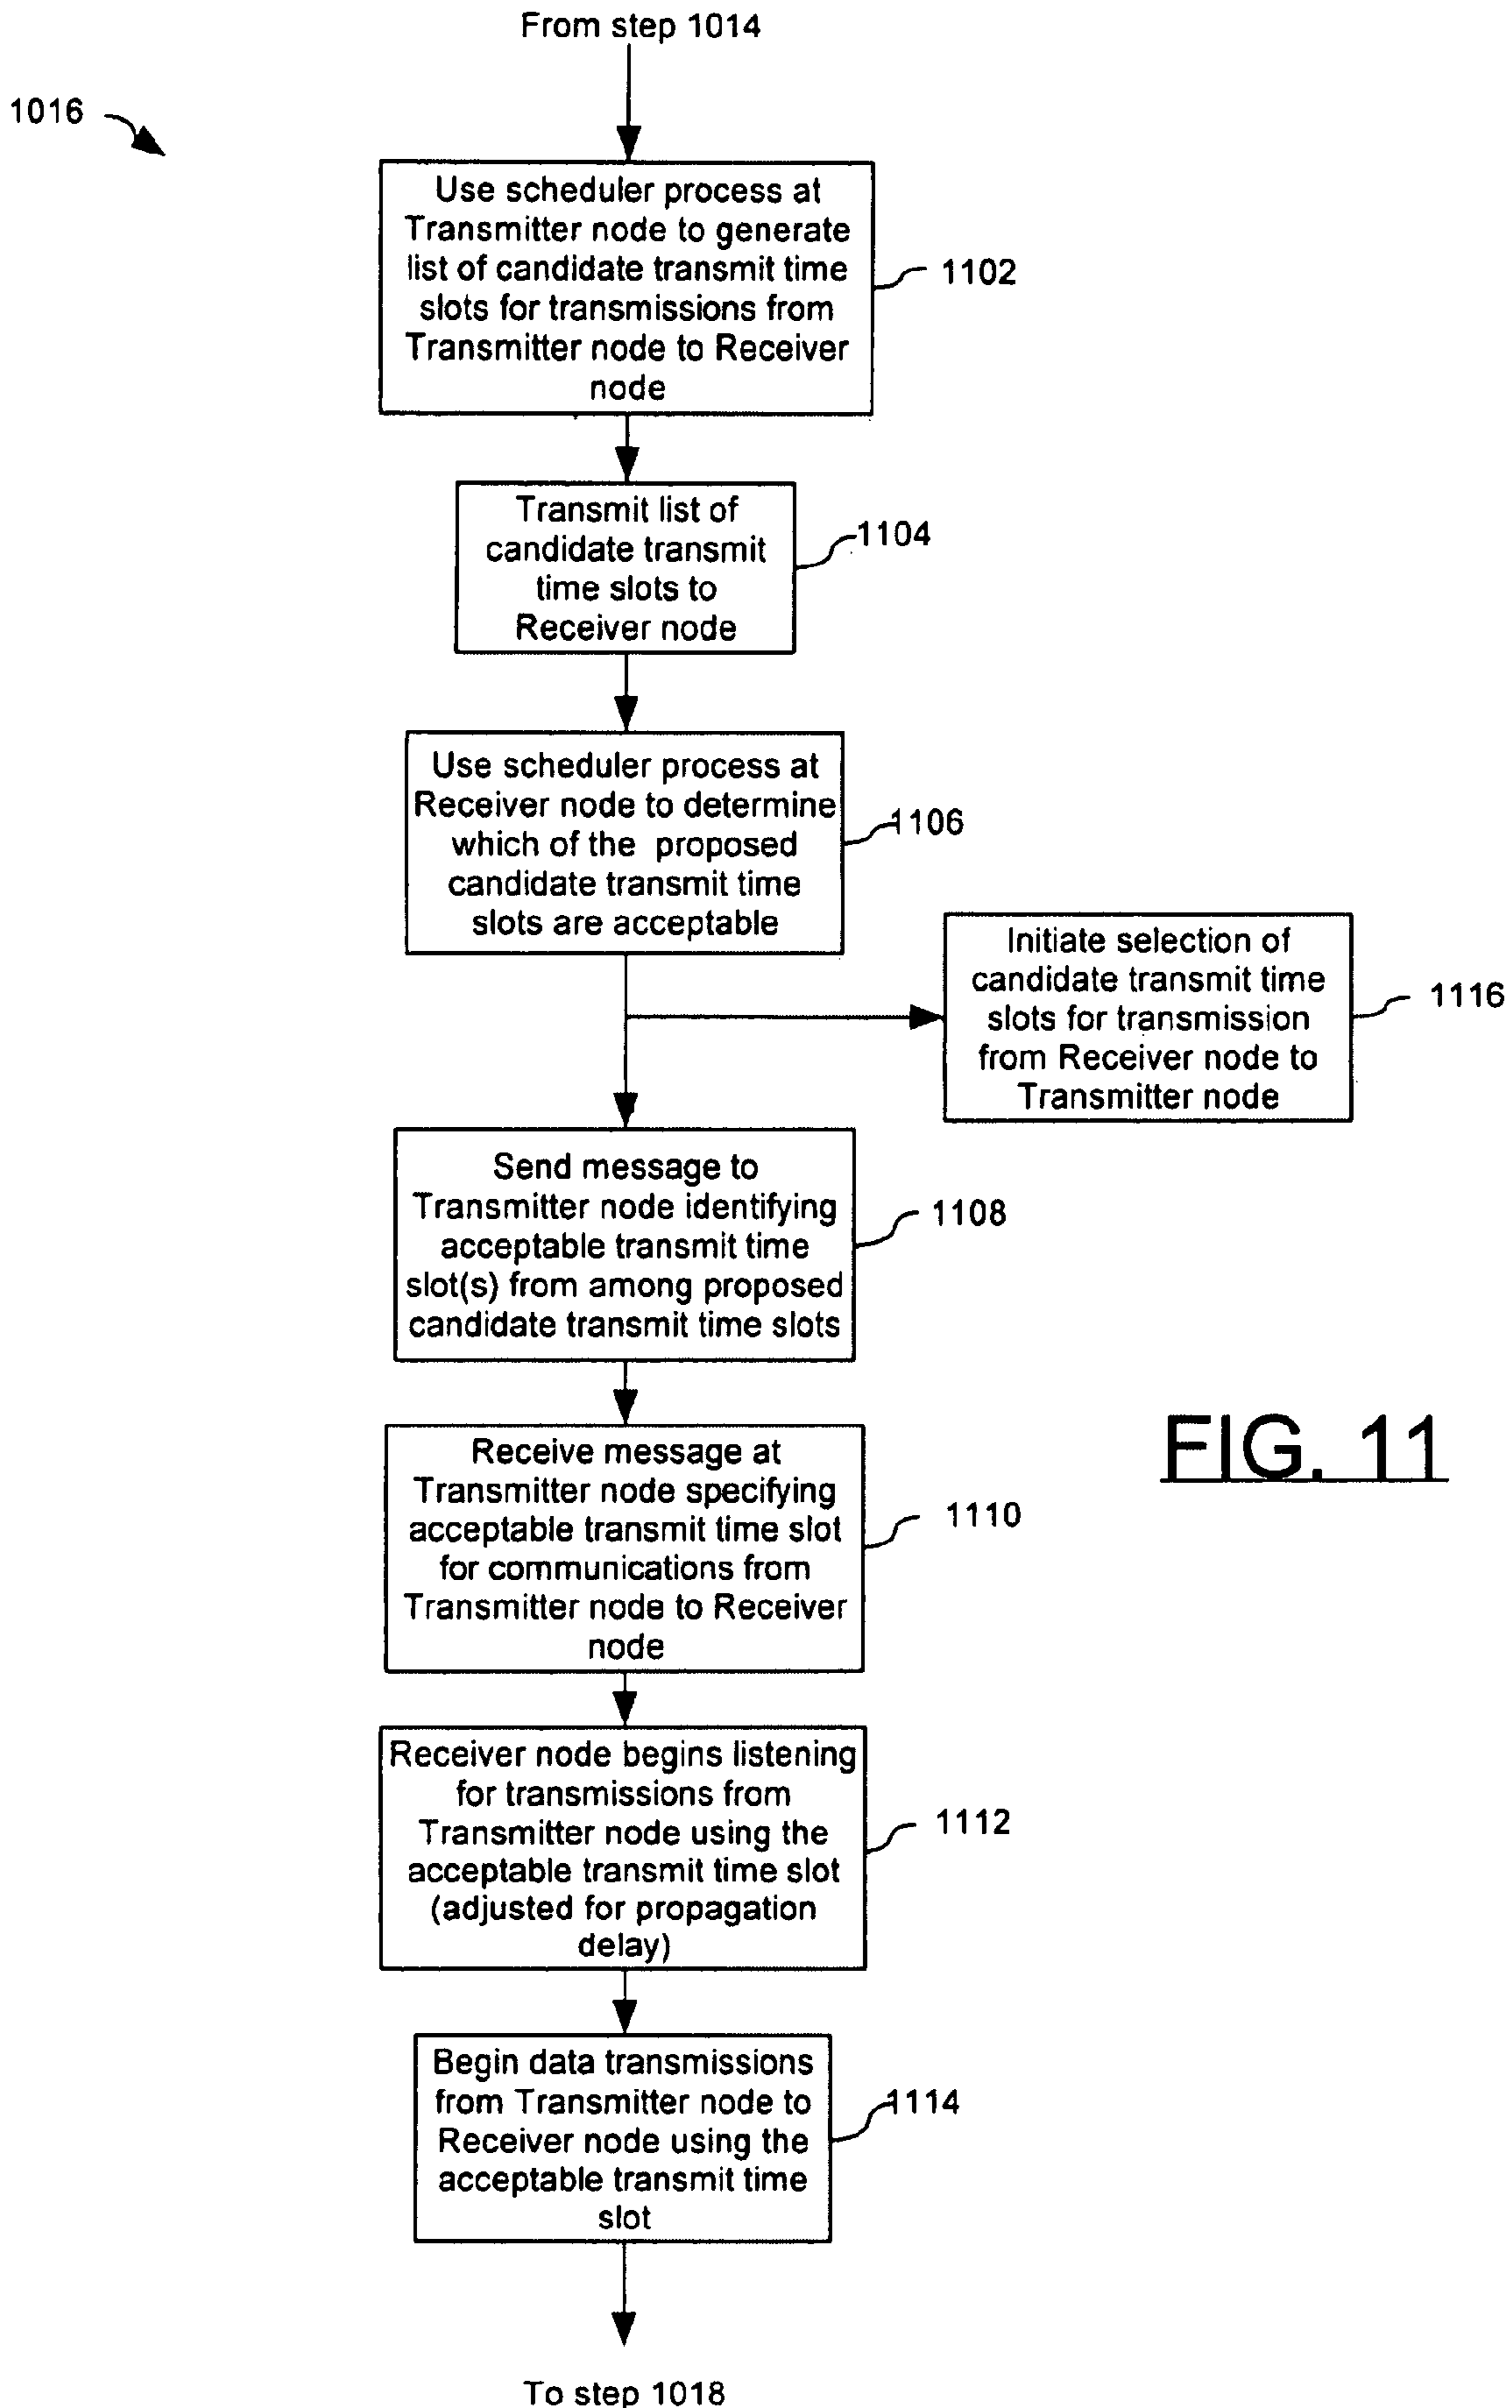 From step 1014
1016
Use scheduler process at
Transmitter node to generate
list of candidate transmit time
slots for transmissions from
Transmitter node to Receiver
node
1102
Transmit list of
candidate transmit
time slots to
Receiver node
1104
Use scheduler process at
Receiver node to determine
which of the proposed
candidate transmit time
slots are acceptable
1106
Initiate selection of
candidate transmit time
slots for transmission
from Receiver node to
Transmitter node
1116
Send message to
Transmitter node identifying
acceptable transmit time
slot(s) from among proposed
candidate transmit time slots
1108
Receive message at
Transmitter node specifying
acceptable transmit time slot
for communications from
Transmitter node to Receiver
node
1110
FIG. 11
Receiver node begins listening
for transmissions from
Transmitter node using the
acceptable transmit time slot
(adjusted for propagation
delay)
1112
Begin data transmissions
from Transmitter node to
Receiver node using the
acceptable transmit time
slot
1114
To step 1018